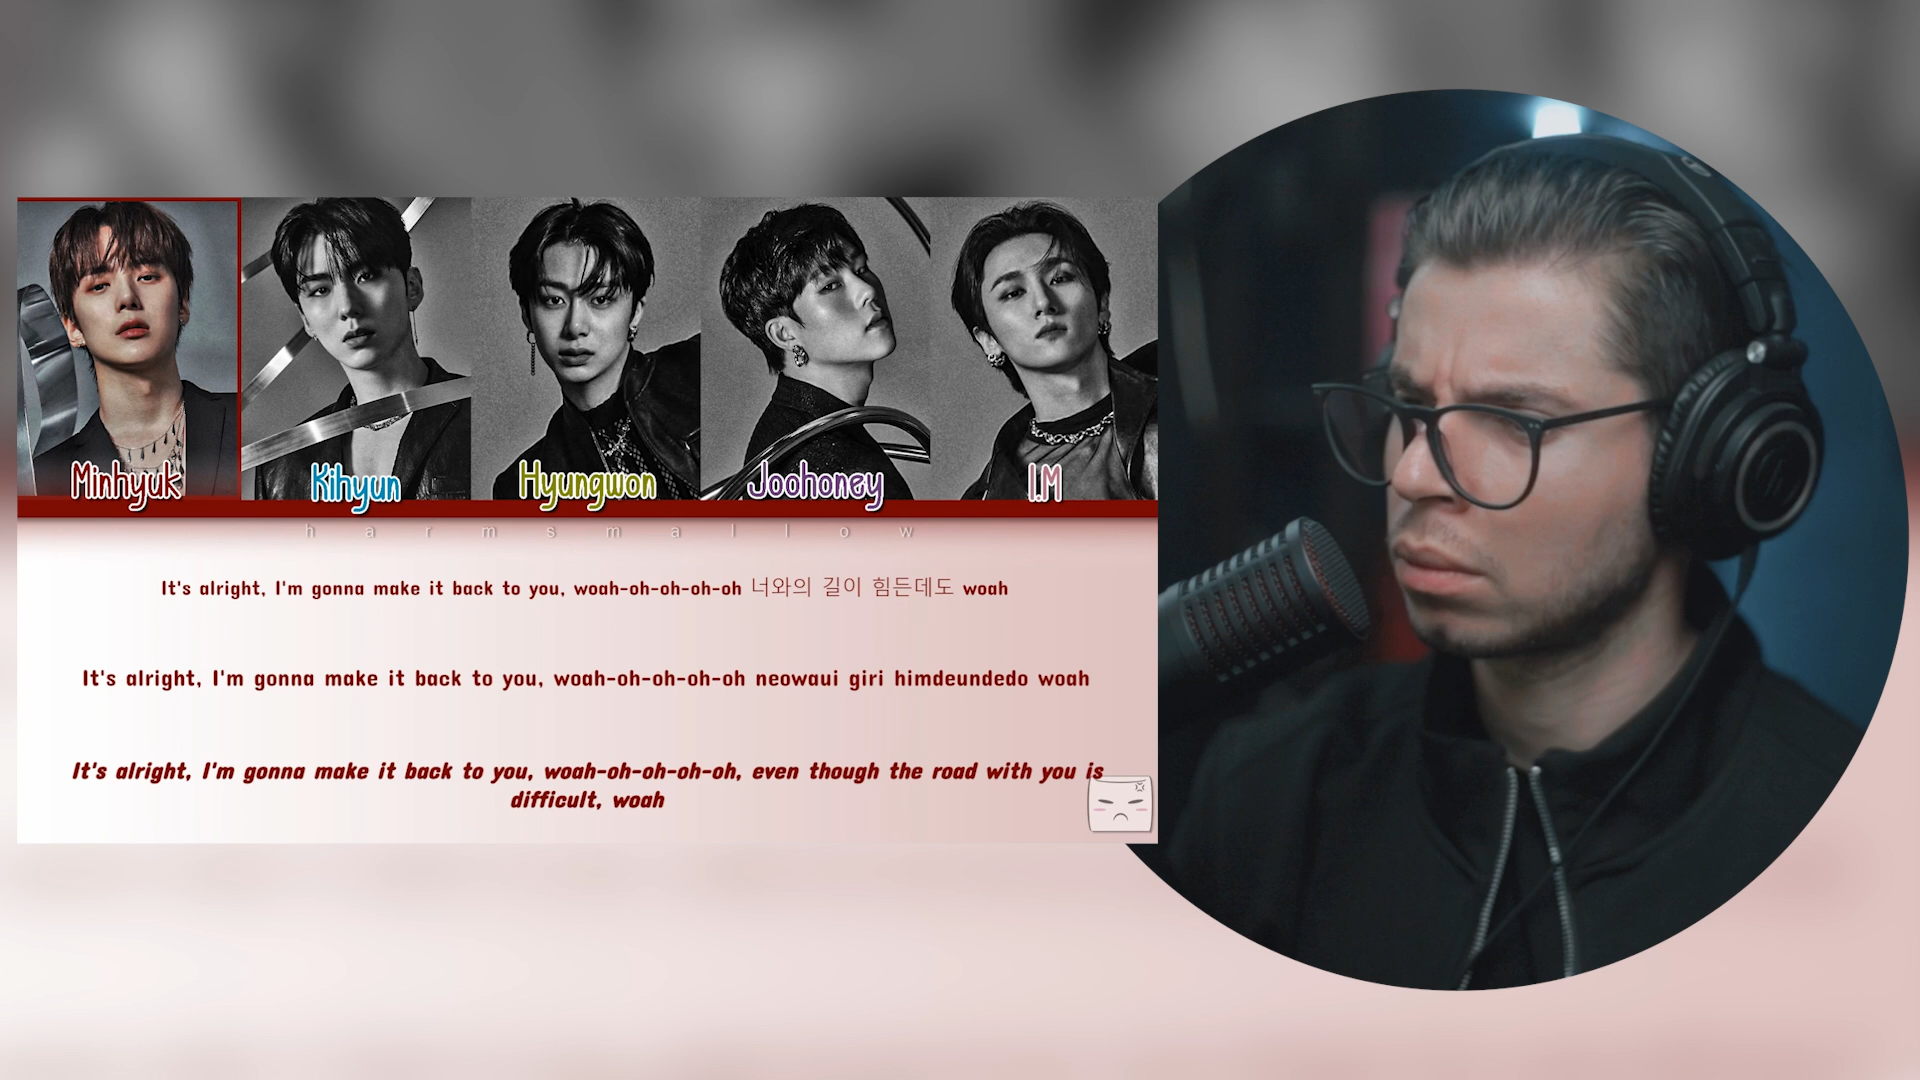 Minhyuk
Kihyun
Hyungwon
Joohoney
I.M
harmsmallow
It's alright, I'm gonna make it back to you, woah-oh-oh-oh-oh 너와의 길이 힘든데도 woah
It's alright, I'm gonna make it back to you, woah-oh-oh-oh-oh neowaui giri himdeundedo woah
It's alright, I'm gonna make it back to you, woah-oh-oh-oh-oh, even though the road with you is
difficult, woah